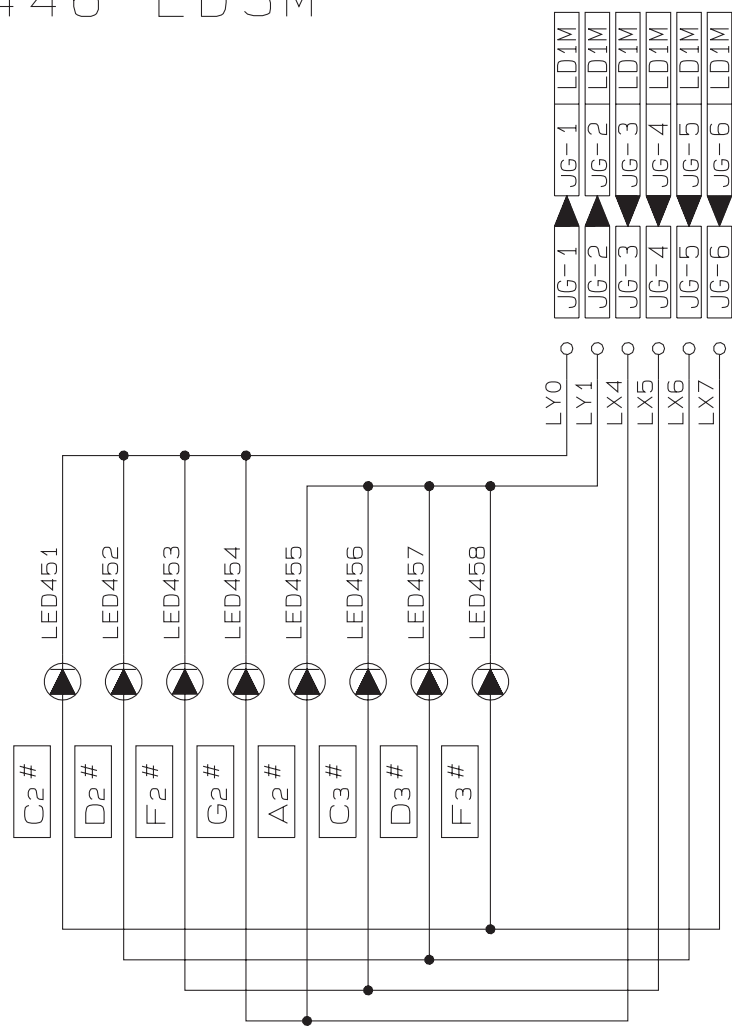 LD3M
JG-1 LD1M
JG-2 LD1M
JG-3 LD1M
JG-4 LD1M
JG-5 LD1M
JG-6 LD1M
JG-1
JG-2
JG-3
JG-4
JG-5
JG-6
LY0
LY1
LX4
LX5
LX6
LX7
LED451
LED452
LED453
LED454
LED455
LED456
LED457
LED458
C2#
D2#
F2#
G2#
A2#
C3#
D3#
F3#